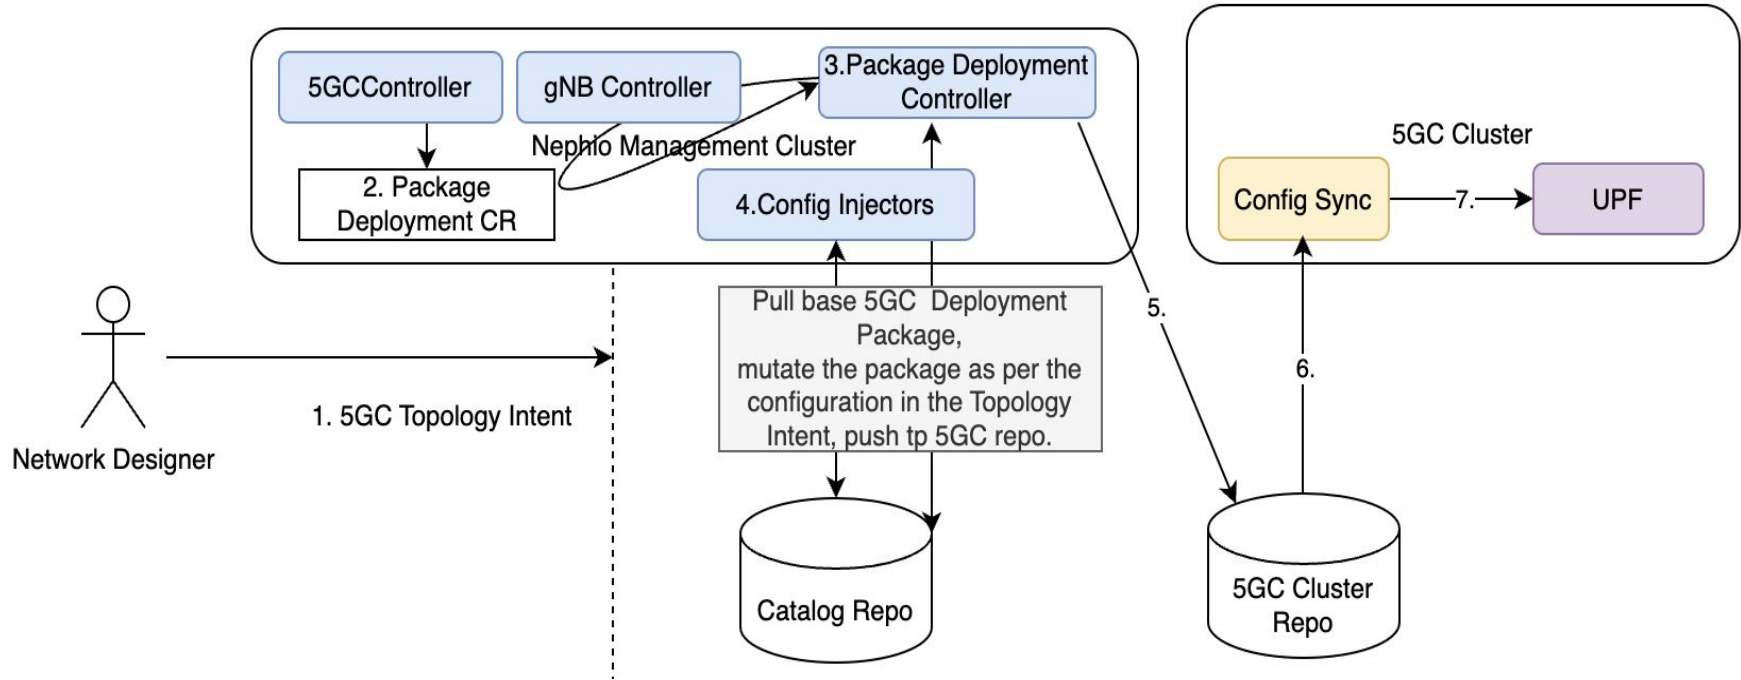 5GCController
gNB Controller
3.Package Deployment
Controller
Nephio Management Cluster
2. Package
Deployment CR
4.Config Injectors
5GC Cluster
Config Sync
7.
UPF
Pull base 5GC  Deployment
Package,
mutate the package as per the
configuration in the Topology
Intent, push tp 5GC repo.
5.
6.
1. 5GC Topology Intent
Network Designer
Catalog Repo
5GC Cluster
Repo